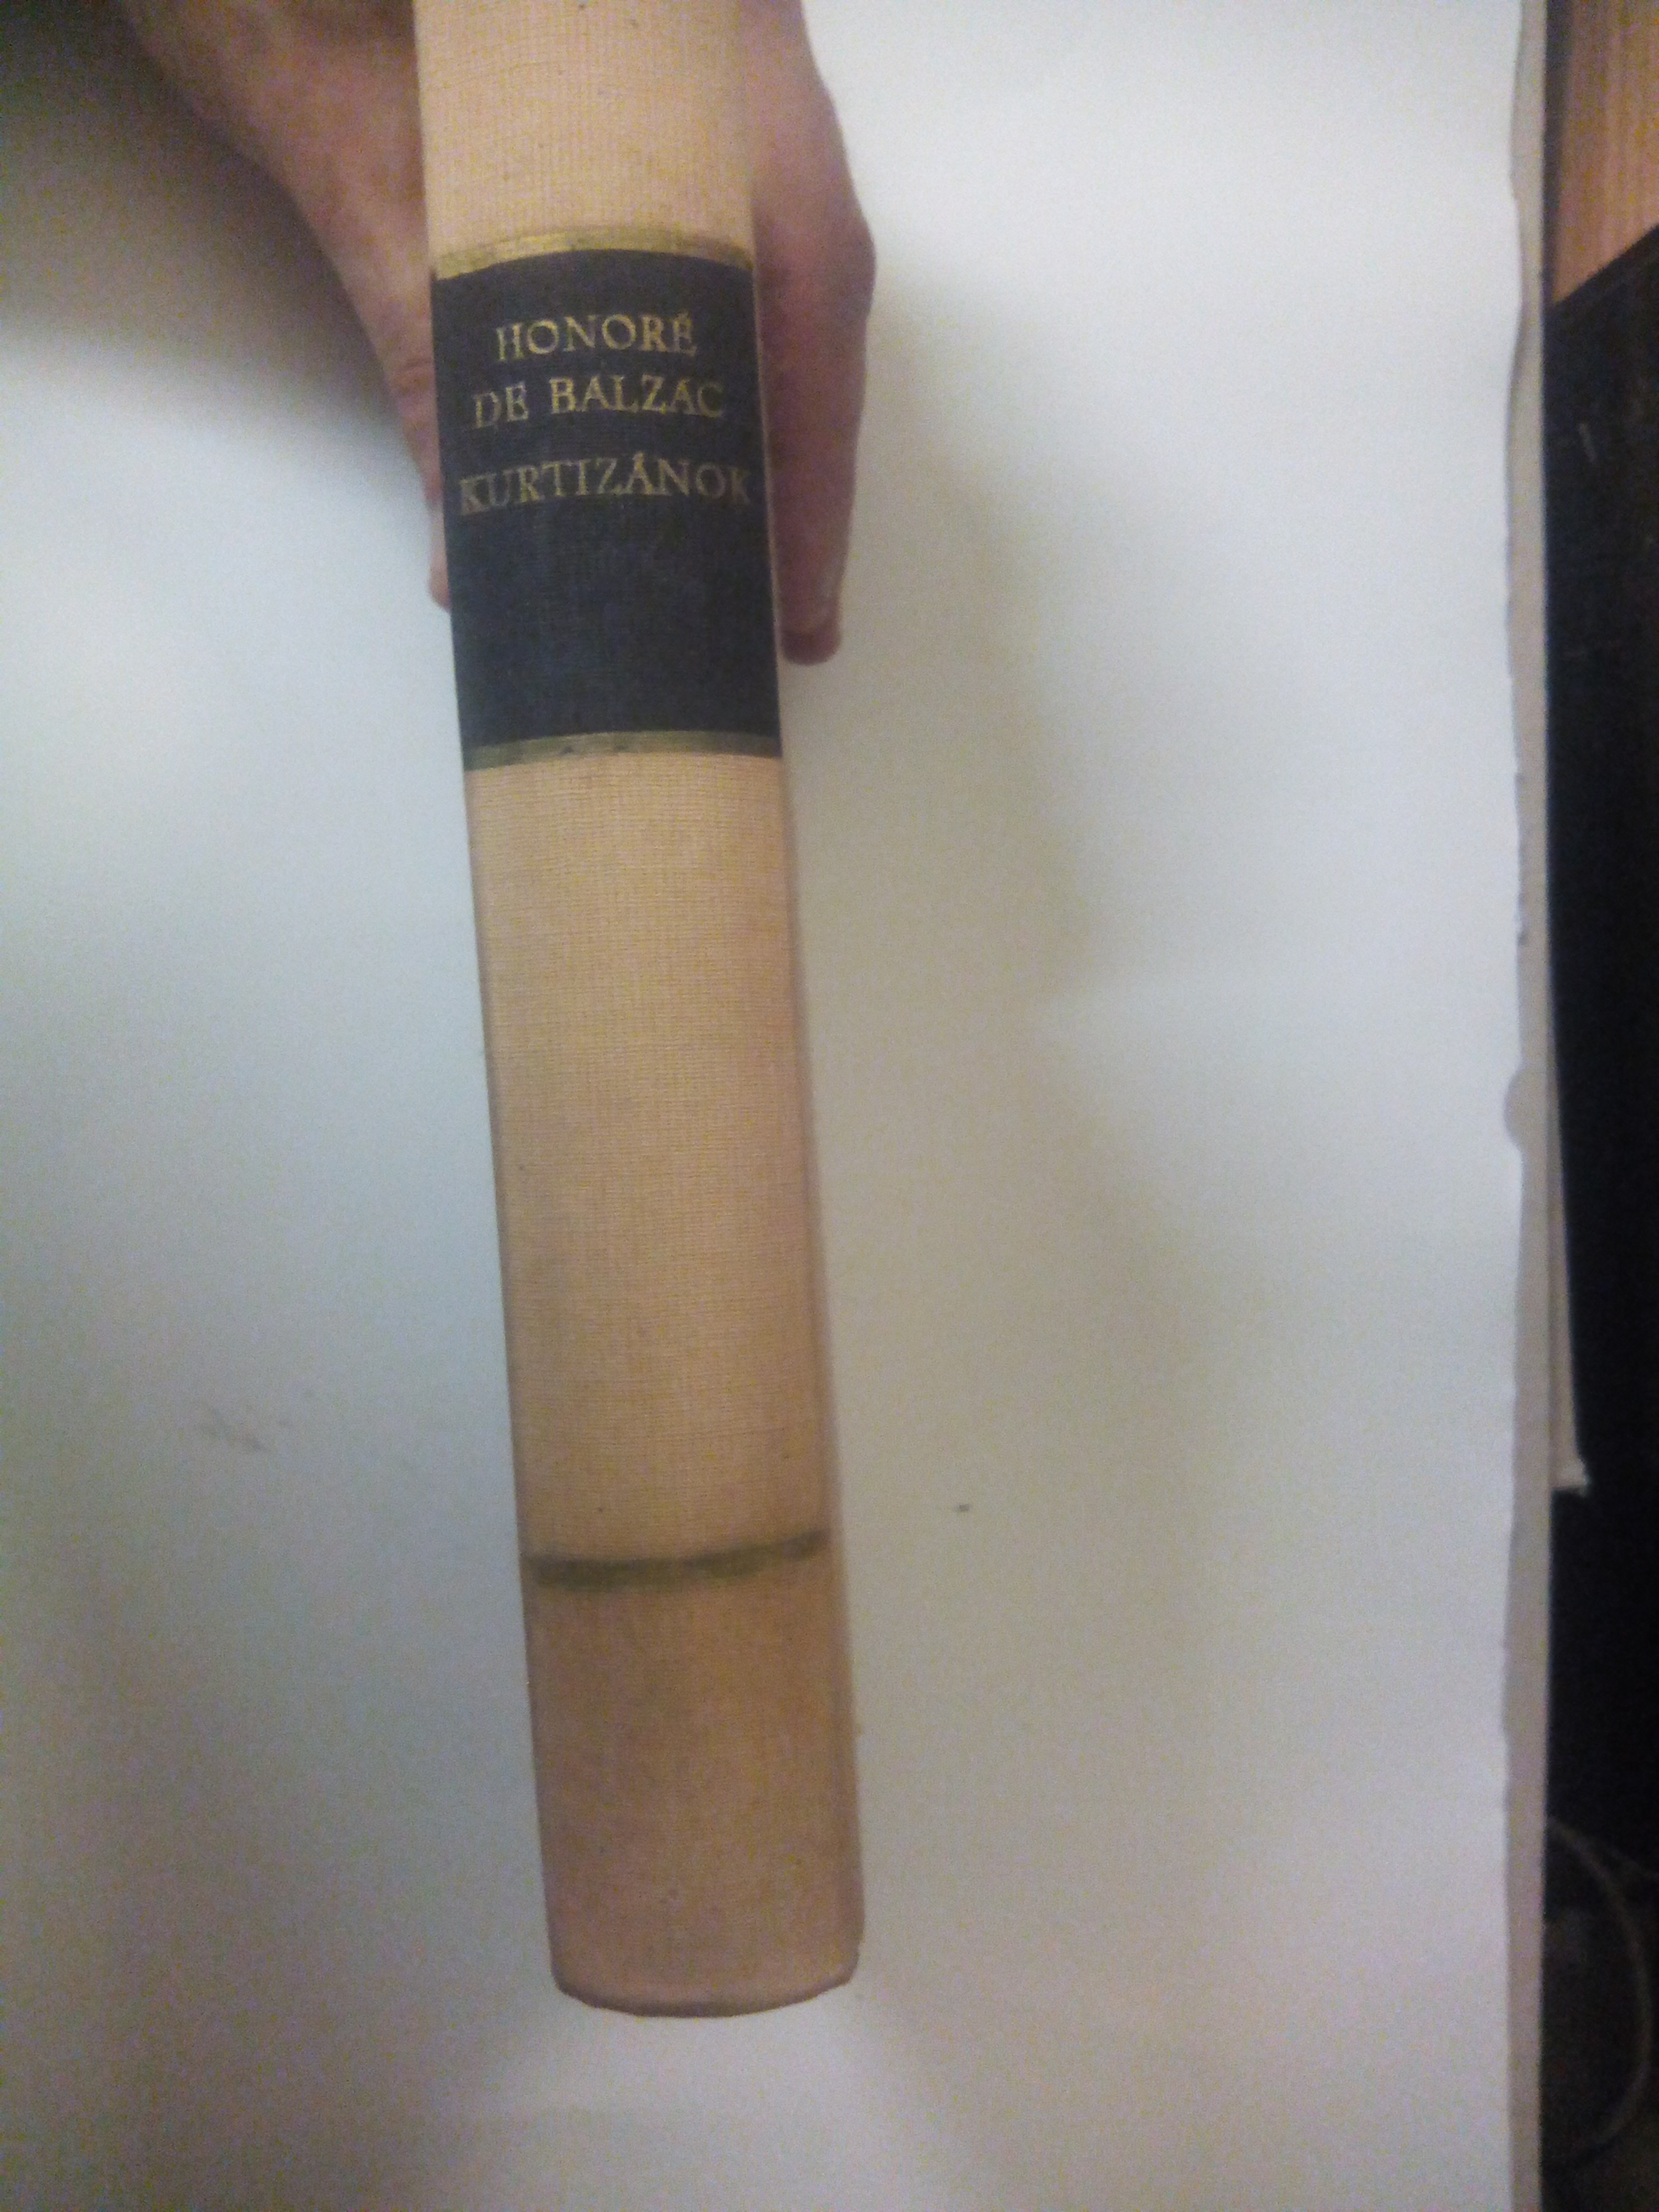 HONORÉ
DE BALZAC
KURTIZÁNOK